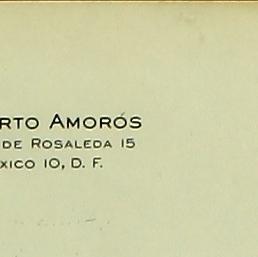 RTO AMORÓS
DE ROSALEDA 15
XICO 10, D. F.